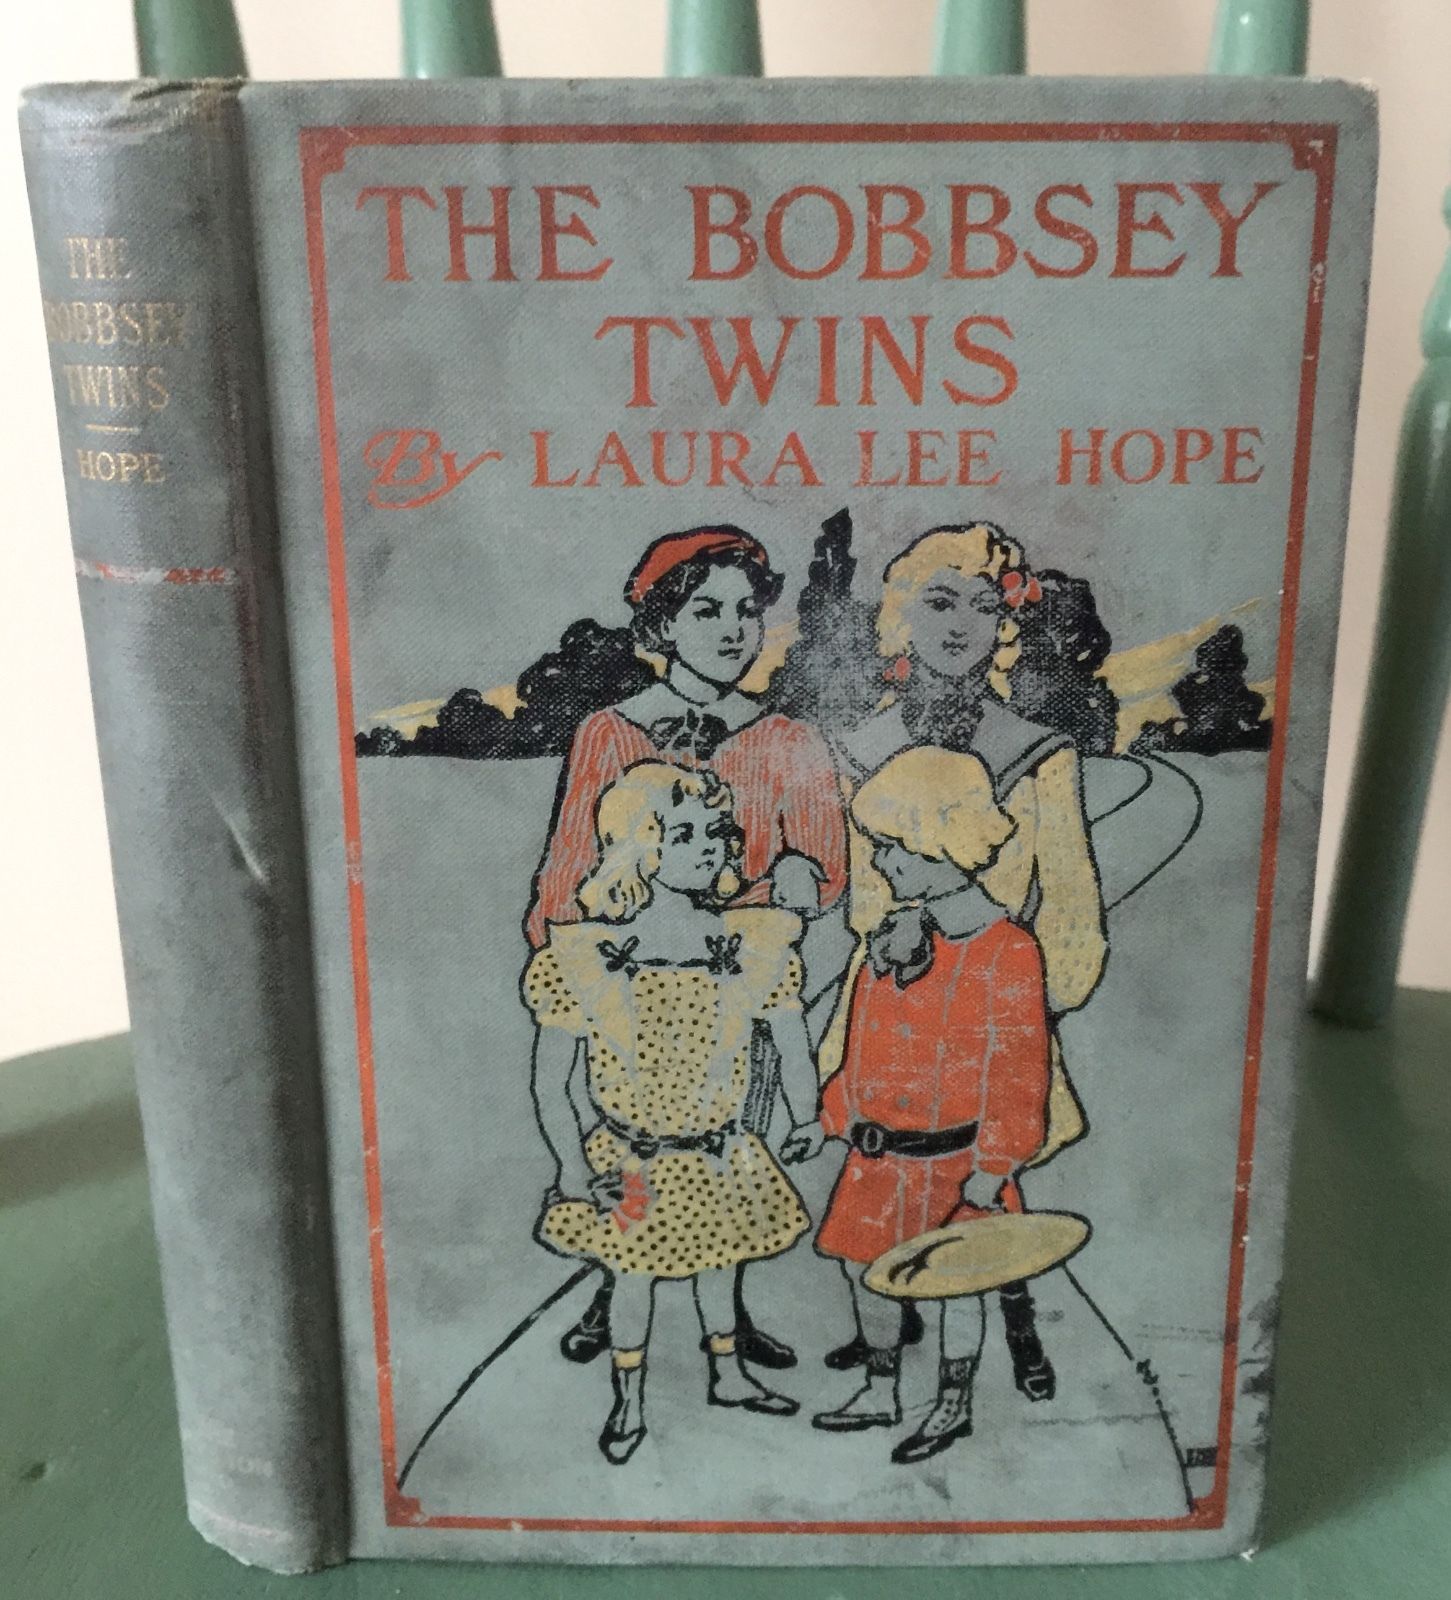 THE BOBBSEY
TWINS
By LAURA LEE HOPE
THE
BOBBSEY
TWINS
HOPE